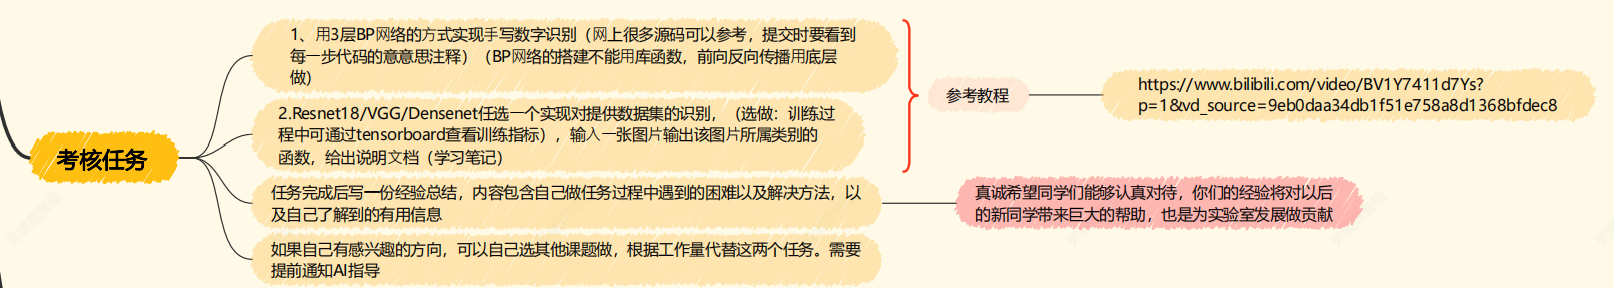 1、用3层BP网络的方式实现手写数字识别（网上很多源码可以参考，提交时要看到
每一步代码的意意思注释）（BP网络的搭建不能用库函数，前向反向传播用底层
做）
2.Resnet18/VGG/Densenet任选一个实现对提供数据集的识别，（选做：训练过
程中可通过tensorboard查看训练指标），输入一张图片输出该图片所属类别的
函数，给出说明文档（学习笔记）
参考教程
https://www.bilibili.com/video/BV1Y7411d7Ys?
p=1&vd_source=9eb0daa34db1f51e758a8d1368bfdec8
考核任务
任务完成后写一份经验总结，内容包含自己做任务过程中遇到的困难以及解决方法，以
及自己了解到的有用信息
真诚希望同学们能够认真对待，你们的经验将对以后
的新同学带来巨大的帮助，也是为实验室发展做贡献
如果自己有感兴趣的方向，可以自己选其他课题做，根据工作量代替这两个任务。需要
提前通知AI指导